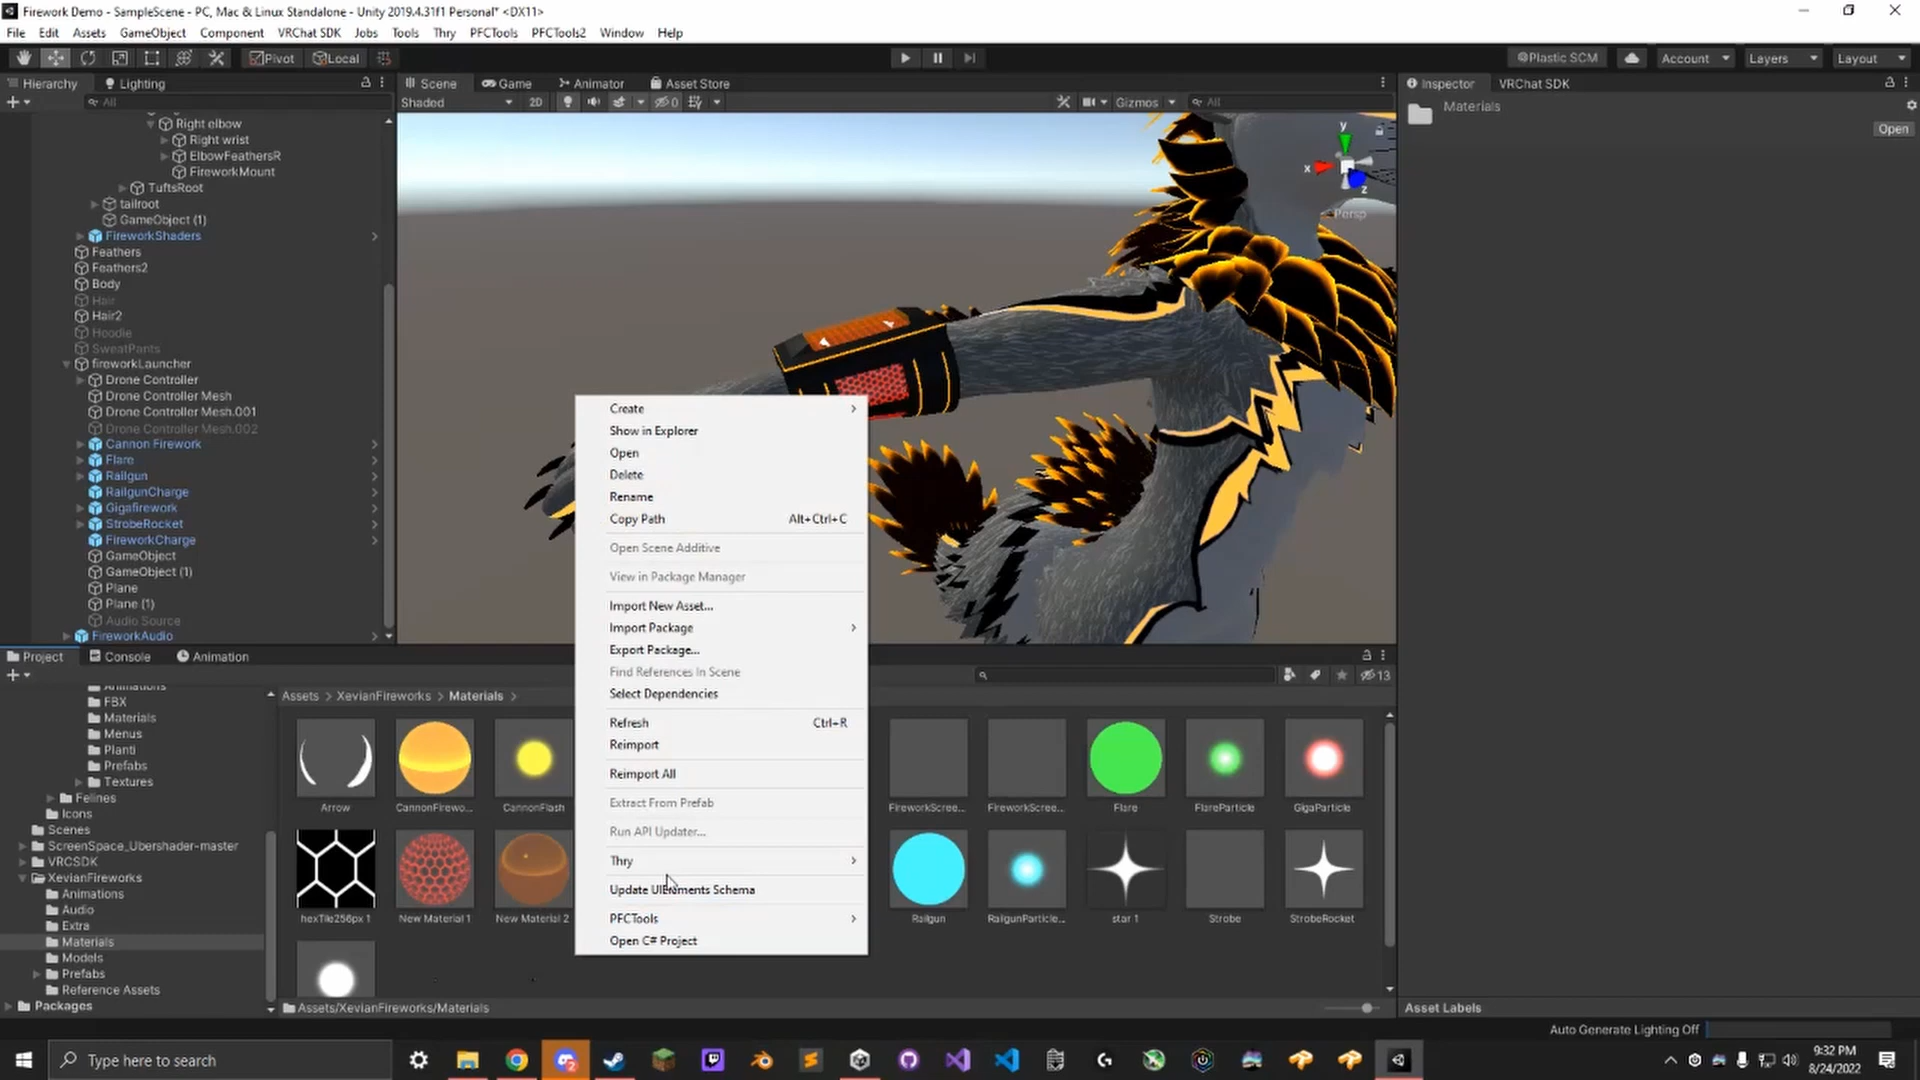 Firework Demo - SampleScene - PC, Mac & Linux Standalone - Unity 2019.4.31f1 Personal* <DX11>
File Edit Assets GameObject Component VRChat SDK Jobs Tools Thry PFCTools PFCTools2 Window Help
Pivot Local Plastic SCM Account Layers Layout
Hierarchy Lighting Scene Game Animator Asset Store Inspector VRChat SDK
All Shaded 2D 0 Gizmos All
Materials
Open
Right elbow
Right wrist
ElbowFeathersR
FireworkMount
TuftsRoot
tailroot
GameObject (1)
FireworkShaders
Feathers
Feathers2
Body
Hair
Hair2
Hoodie
SweatPants
fireworkLauncher
Drone Controller
Drone Controller Mesh
Drone Controller Mesh.001
Drone Controller Mesh.002
Cannon Firework
Flare
Railgun
RailgunCharge
Gigafirework
StrobeRocket
FireworkCharge
GameObject
GameObject (1)
Plane
Plane (1)
Audio Source
FireworkAudio
y
x
z
Persp
Create
Show in Explorer
Open
Delete
Rename
Copy Path Alt+Ctrl+C
Open Scene Additive
View in Package Manager
Import New Asset...
Import Package
Export Package...
Find References In Scene
Select Dependencies
Refresh Ctrl+R
Reimport
Reimport All
Extract From Prefab
Run API Updater...
Thry
Update UIElements Schema
PFCTools
Open C# Project
Project Console Animation
13
Animations
FBX
Materials
Menus
Planti
Prefabs
Textures
Felines
Icons
Scenes
ScreenSpace_Ubershader-master
VRCSDK
XevianFireworks
Animations
Audio
Extra
Materials
Models
Prefabs
Reference Assets
Packages
Assets > XevianFireworks > Materials >
Arrow CannonFirewo... CannonFlash FireworkScree... FireworkScree... Flare FlareParticle GigaParticle
hexTile256px 1 New Material 1 New Material 2 Railgun RailgunParticle... star 1 Strobe StrobeRocket
Assets/XevianFireworks/Materials
Asset Labels
Auto Generate Lighting Off
Type here to search
2
9:32 PM
8/24/2022